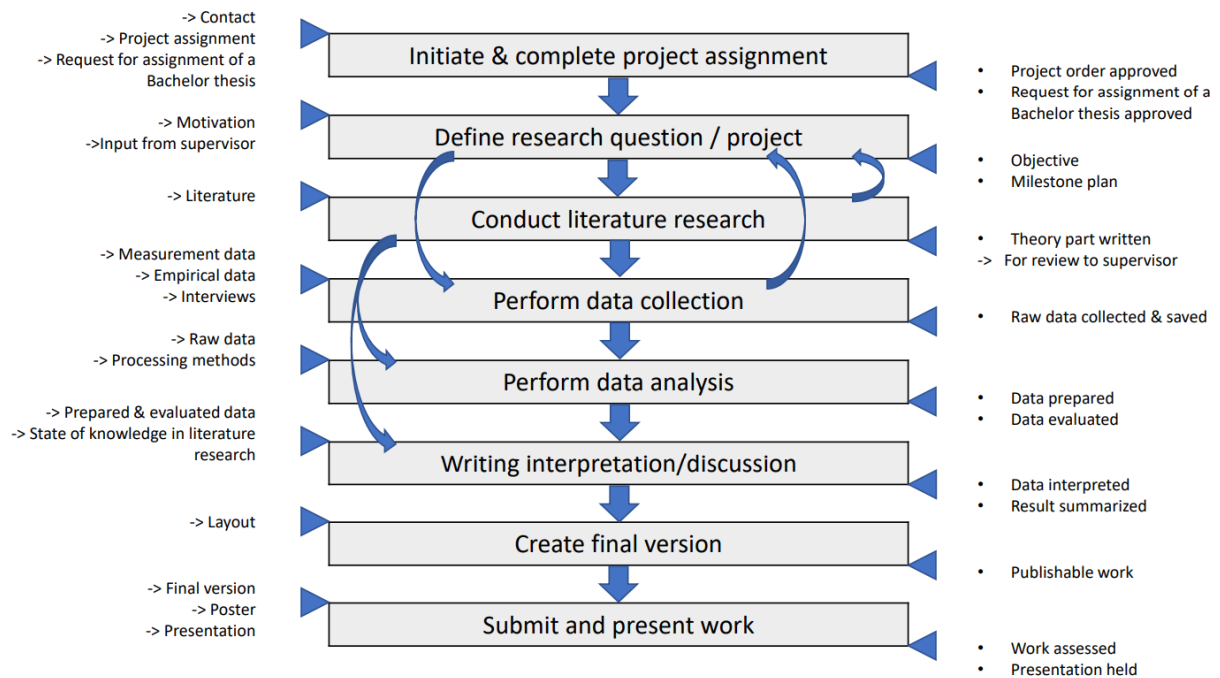 -> Contact
-> Project assignment
-> Request for assignment of a
Bachelor thesis
Initiate & complete project assignment
• Project order approved
• Request for assignment of a
Bachelor thesis approved
-> Motivation
->Input from supervisor
Define research question / project
• Objective
• Milestone plan
-> Literature
Conduct literature research
• Theory part written
-> For review to supervisor
-> Measurement data
-> Empirical data
-> Interviews
Perform data collection
• Raw data collected & saved
-> Raw data
-> Processing methods
Perform data analysis
• Data prepared
• Data evaluated
-> Prepared & evaluated data
-> State of knowledge in literature
research
Writing interpretation/discussion
• Data interpreted
• Result summarized
-> Layout
Create final version
• Publishable work
-> Final version
-> Poster
-> Presentation
Submit and present work
• Work assessed
• Presentation held